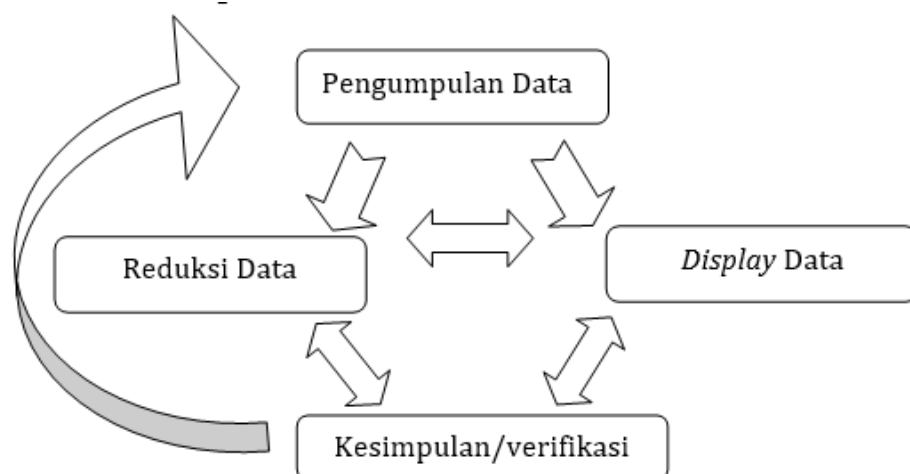 Pengumpulan Data
Reduksi Data
Display Data
Kesimpulan/verifikasi